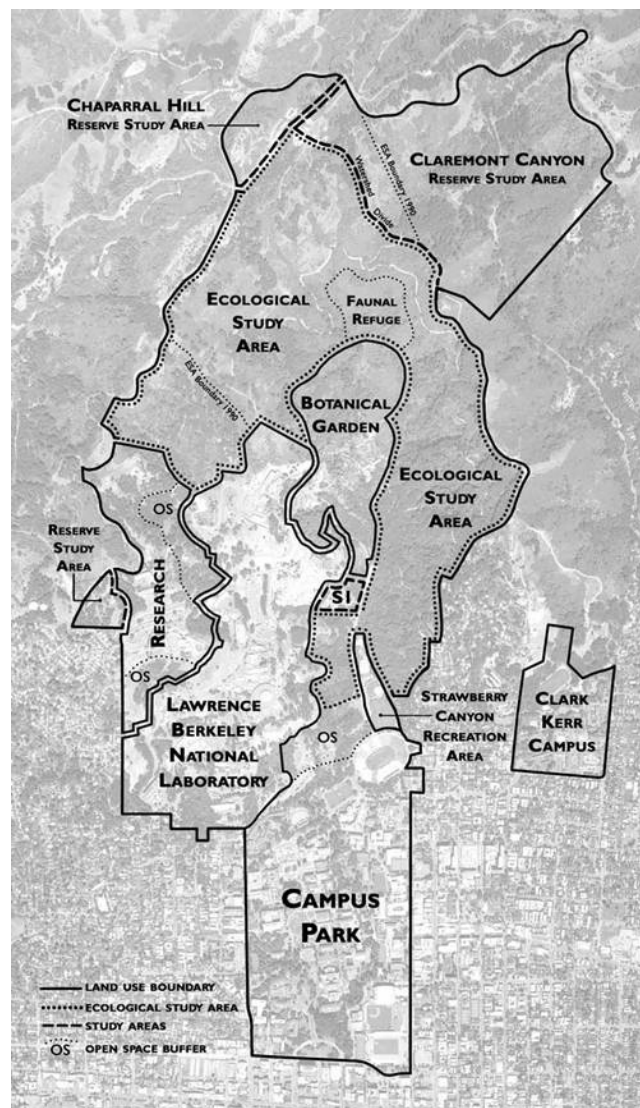 CHAPARRAL HILL
RESERVE STUDY AREA
CLAREMONT CANYON
RESERVE STUDY AREA
ESA BOUNDARY 1990
Watershed
Divide
ECOLOGICAL
STUDY
AREA
FAUNAL
REFUGE
ESA BOUNDARY 1990
BOTANICAL
GARDEN
ECOLOGICAL
STUDY
AREA
OS
RESERVE
STUDY
AREA
RESEARCH
SI
OS
LAWRENCE
BERKELEY
NATIONAL
LABORATORY
OS
STRAWBERRY
CANYON
RECREATION
AREA
CLARK
KERR
CAMPUS
CAMPUS
PARK
LAND USE BOUNDARY
ECOLOGICAL STUDY AREA
STUDY AREAS
OS OPEN SPACE BUFFER